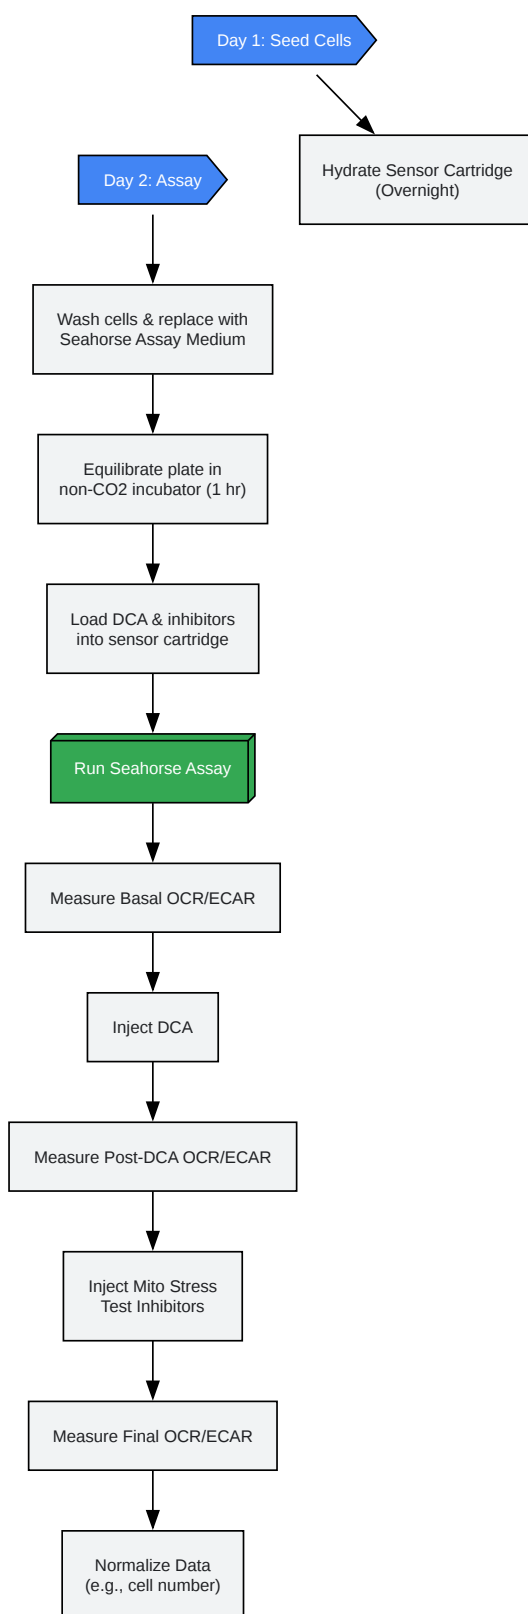 Day 1: Seed Cells
Hydrate Sensor Cartridge
(Overnight)
Day 2: Assay
Wash cells & replace with
Seahorse Assay Medium
Equilibrate plate in
non-CO2 incubator (1 hr)
Load DCA & inhibitors
into sensor cartridge
Run Seahorse Assay
Measure Basal OCR/ECAR
Inject DCA
Measure Post-DCA OCR/ECAR
Inject Mito Stress
Test Inhibitors
Measure Final OCR/ECAR
Normalize Data
(e.g., cell number)